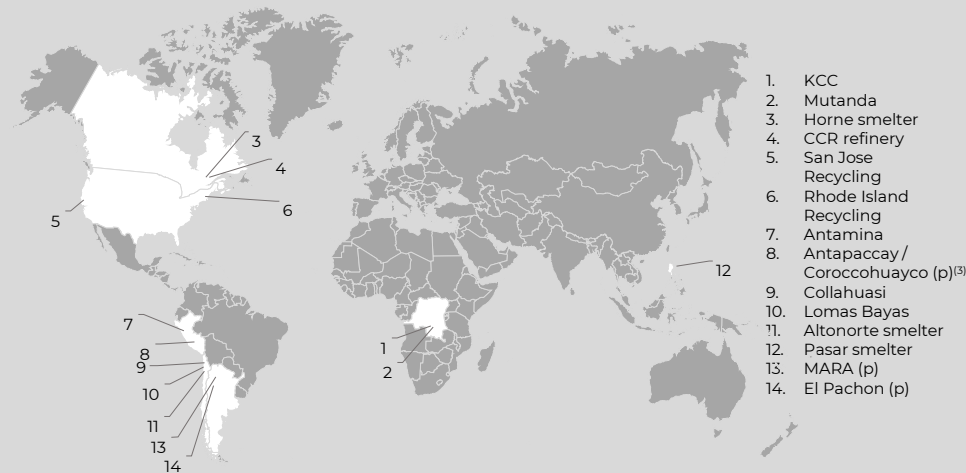 3
4
5
6
12
7
8
9
10
11
13
14
1
2
1. KCC
2. Mutanda
3. Horne smelter
4. CCR refinery
5. San Jose
Recycling
6. Rhode Island
Recycling
7. Antamina
8. Antapaccay /
Coroccohuayco (p)(3)
9. Collahuasi
10. Lomas Bayas
11. Altonorte smelter
12. Pasar smelter
13. MARA (p)
14. El Pachon (p)